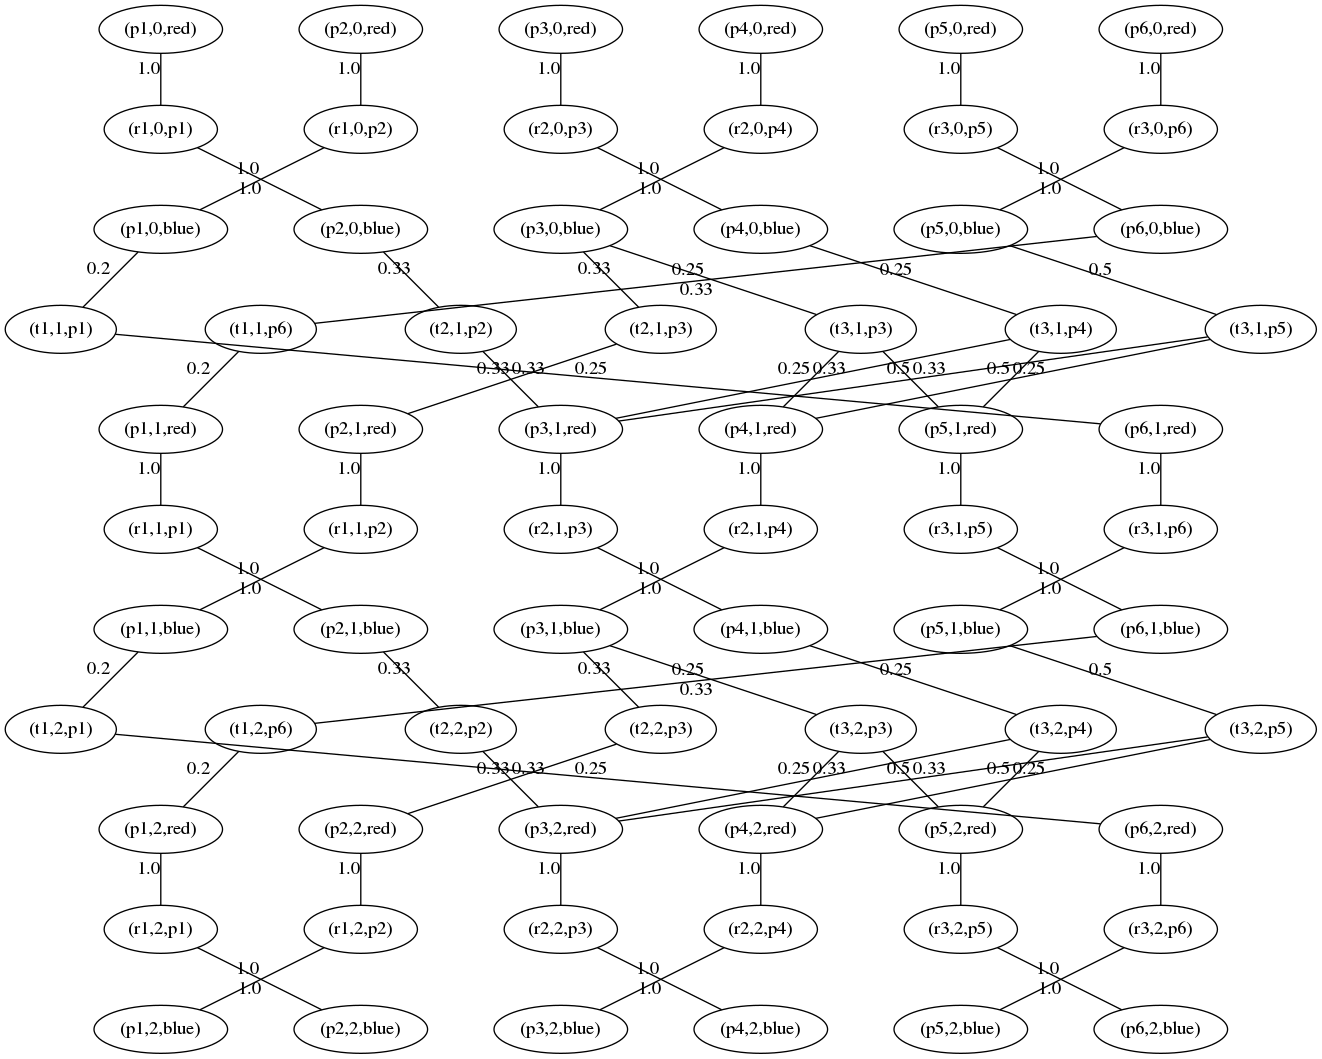 (p1,0,red) (p2,0,red) (p3,0,red) (p4,0,red) (p5,0,red) (p6,0,red)
1.0 1.0 1.0 1.0 1.0 1.0
(r1,0,p1) (r1,0,p2) (r2,0,p3) (r2,0,p4) (r3,0,p5) (r3,0,p6)
1.0 1.0 1.0
1.0 1.0 1.0
(p1,0,blue) (p2,0,blue) (p3,0,blue) (p4,0,blue) (p5,0,blue) (p6,0,blue)
0.2 0.33 0.33 0.25 0.25 0.5
0.33
(t1,1,p1) (t1,1,p6) (t2,1,p2) (t2,1,p3) (t3,1,p3) (t3,1,p4) (t3,1,p5)
0.2 0.33 0.33 0.25 0.25 0.33 0.5 0.33 0.5 0.25
(p1,1,red) (p2,1,red) (p3,1,red) (p4,1,red) (p5,1,red) (p6,1,red)
1.0 1.0 1.0 1.0 1.0 1.0
(r1,1,p1) (r1,1,p2) (r2,1,p3) (r2,1,p4) (r3,1,p5) (r3,1,p6)
1.0 1.0 1.0
1.0 1.0 1.0
(p1,1,blue) (p2,1,blue) (p3,1,blue) (p4,1,blue) (p5,1,blue) (p6,1,blue)
0.2 0.33 0.33 0.25 0.25 0.5
0.33
(t1,2,p1) (t1,2,p6) (t2,2,p2) (t2,2,p3) (t3,2,p3) (t3,2,p4) (t3,2,p5)
0.2 0.33 0.33 0.25 0.25 0.33 0.5 0.33 0.5 0.25
(p1,2,red) (p2,2,red) (p3,2,red) (p4,2,red) (p5,2,red) (p6,2,red)
1.0 1.0 1.0 1.0 1.0 1.0
(r1,2,p1) (r1,2,p2) (r2,2,p3) (r2,2,p4) (r3,2,p5) (r3,2,p6)
1.0 1.0 1.0
1.0 1.0 1.0
(p1,2,blue) (p2,2,blue) (p3,2,blue) (p4,2,blue) (p5,2,blue) (p6,2,blue)